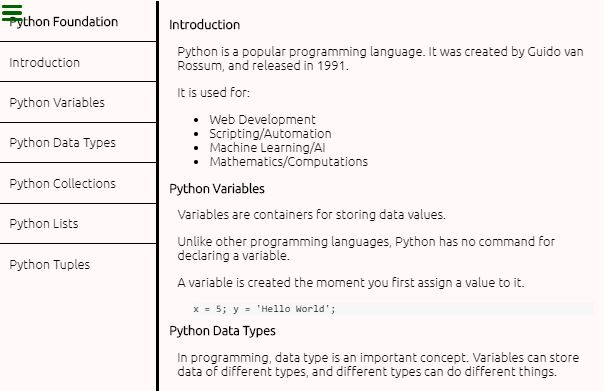 Python Foundation
Introduction
Python Variables
Python Data Types
Python Collections
Python Lists
Python Tuples
Introduction
Python is a popular programming language. It was created by Guido van
Rossum, and released in 1991.
It is used for:
• Web Development
• Scripting/Automation
• Machine Learning/AI
• Mathematics/Computations
Python Variables
Variables are containers for storing data values.
Unlike other programming languages, Python has no command for
declaring a variable.
A variable is created the moment you first assign a value to it.
x = 5; y = 'Hello World';
Python Data Types
In programming, data type is an important concept. Variables can store
data of different types, and different types can do different things.